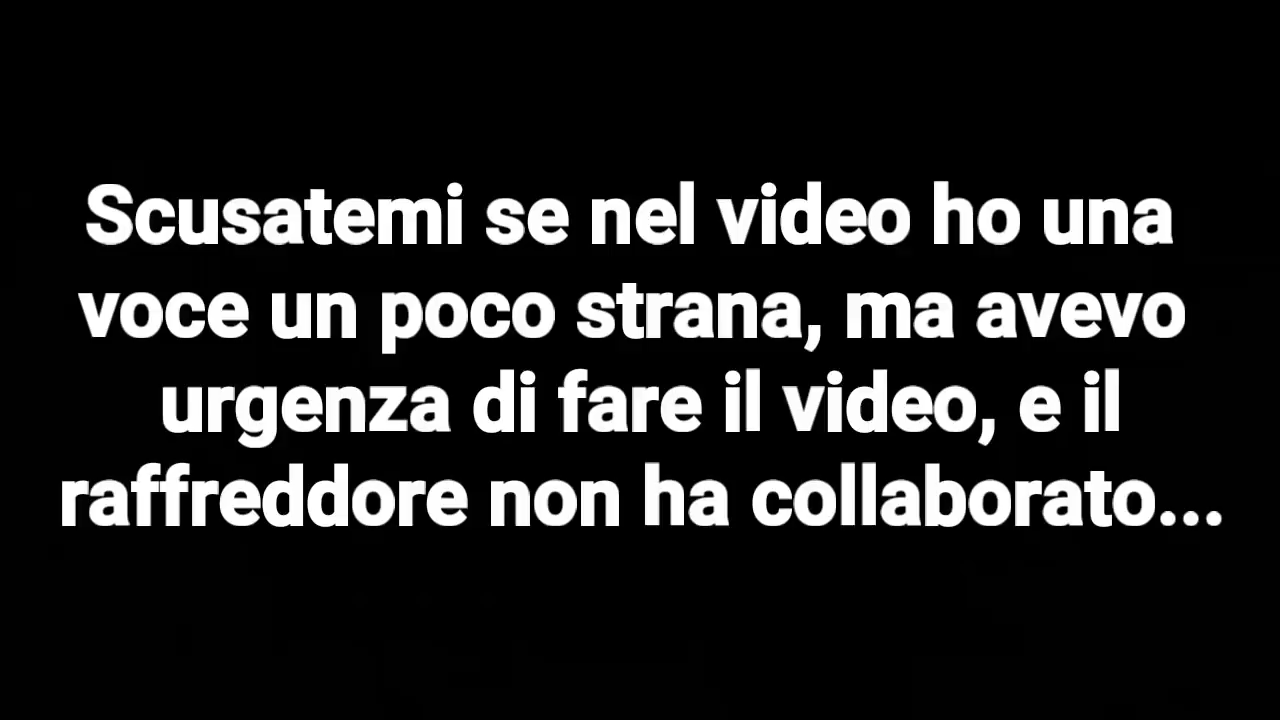 Scusatemi se nel video ho una
voce un poco strana, ma avevo
urgenza di fare il video, e il
raffreddore non ha collaborato...